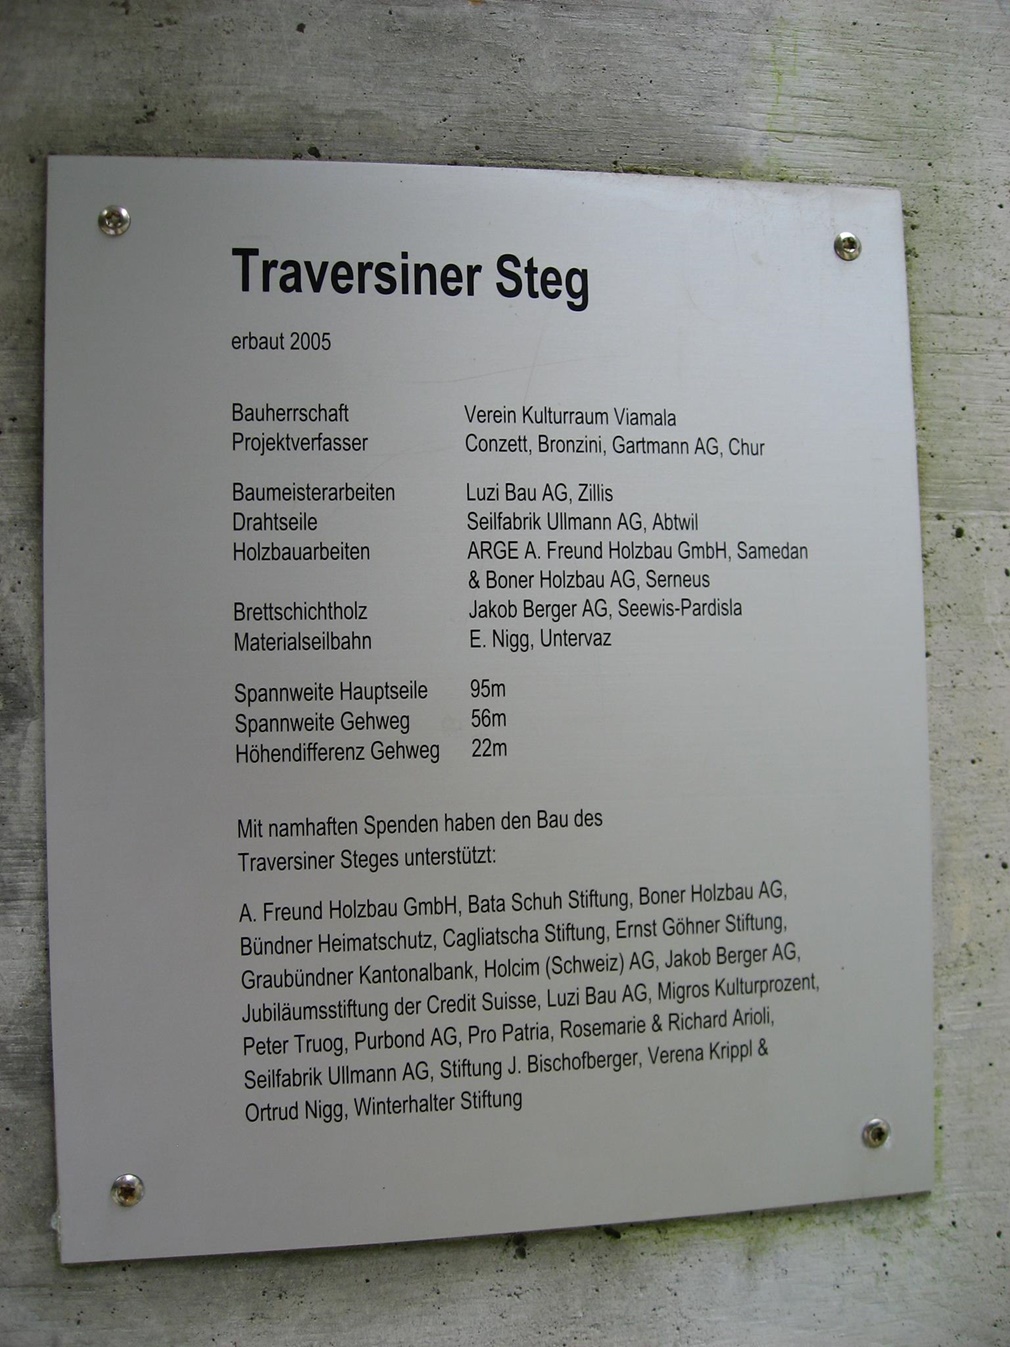 Traversiner Steg
erbaut 2005
Bauherrschaft Verein Kulturraum Viamala
Projektverfasser Conzett, Bronzini, Gartmann AG, Chur
Baumeisterarbeiten Luzi Bau AG, Zillis
Drahtseile Seilfabrik Ullmann AG, Abtwil
Holzbauarbeiten ARGE A. Freund Holzbau GmbH, Samedan
& Boner Holzbau AG, Serneus
Brettschichtholz Jakob Berger AG, Seewis-Pardisla
Materialseilbahn E. Nigg, Untervaz
Spannweite Hauptseile 95m
Spannweite Gehweg 56m
Höhendifferenz Gehweg 22m
Mit namhaften Spenden haben den Bau des
Traversiner Steges unterstützt:
A. Freund Holzbau GmbH, Bata Schuh Stiftung, Boner Holzbau AG,
Bündner Heimatschutz, Cagliatscha Stiftung, Ernst Göhner Stiftung,
Graubündner Kantonalbank, Holcim (Schweiz) AG, Jakob Berger AG,
Jubiläumsstiftung der Credit Suisse, Luzi Bau AG, Migros Kulturprozent,
Peter Truog, Purbond AG, Pro Patria, Rosemarie & Richard Arioli,
Seilfabrik Ullmann AG, Stiftung J. Bischofberger, Verena Krippl &
Ortrud Nigg, Winterhalter Stiftung